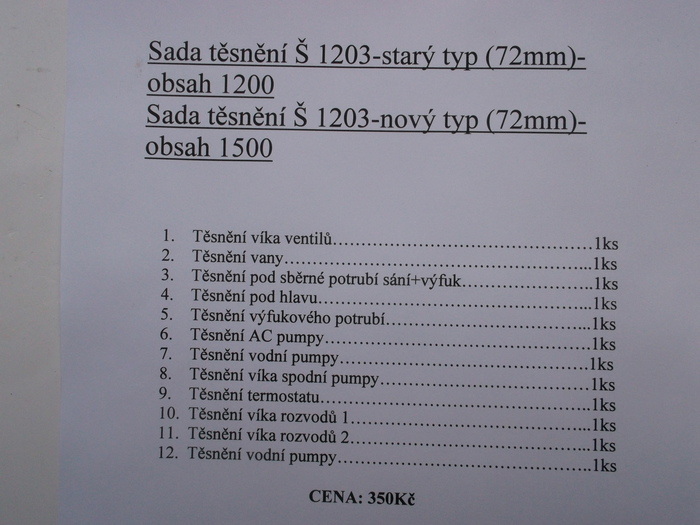 Sada těsnění Š 1203-starý typ (72mm)-
obsah 1200
Sada těsnění Š 1203-nový typ (72mm)-
obsah 1500
1. Těsnění víka ventilů……………………………………1ks
2. Těsnění vany……………………………………………...1ks
3. Těsnění pod sběrné potrubí sání+výfuk…………………1ks
4. Těsnění pod hlavu………………………………………...1ks
5. Těsnění výfukového potrubí……………………………...1ks
6. Těsnění AC pumpy………………………………………1ks
7. Těsnění vodní pumpy……………………………………1ks
8. Těsnění víka spodní pumpy………………………………1ks
9. Těsnění termostatu………………………………………..1ks
10. Těsnění víka rozvodů 1…………………………………...1ks
11. Těsnění víka rozvodů 2…………………………………...1ks
12. Těsnění vodní pumpy……………………………………..1ks
CENA: 350Kč